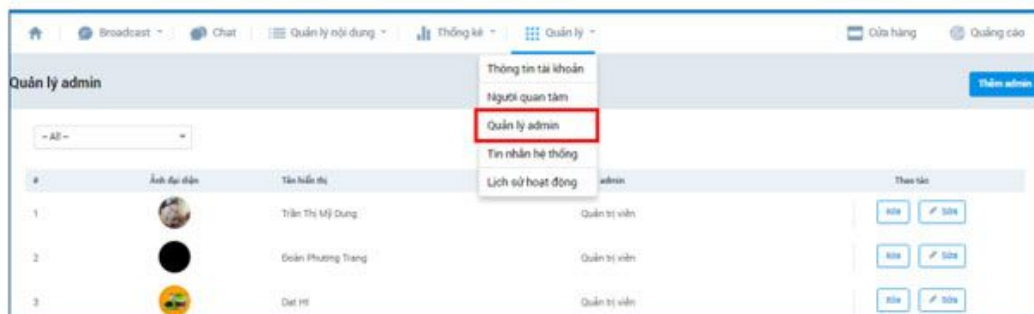 Broadcast Chat Quản lý nội dung Thống kê Quản lý Cửa hàng Quảng cáo
Quản lý admin
Thêm admin
Thông tin tài khoản
Người quan tâm
Quản lý admin
Tin nhắn hệ thống
Lịch sử hoạt động
-- All --
# Ảnh đại diện Tên hiển thị admin Thao tác
1 Trần Thị Mỹ Dung Quản trị viên Xóa Sửa
2 Đoàn Phương Trang Quản trị viên Xóa Sửa
3 Dat Ht Quản trị viên Xóa Sửa